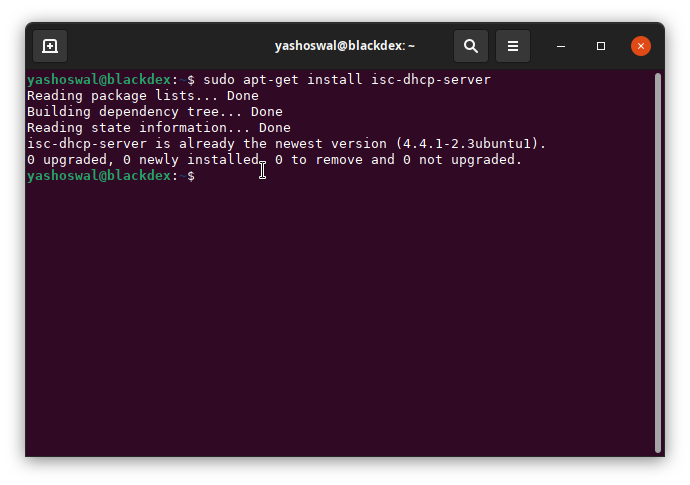 yashoswal@blackdex: ~
yashoswal@blackdex:~$ sudo apt-get install isc-dhcp-server
Reading package lists... Done
Building dependency tree... Done
Reading state information... Done
isc-dhcp-server is already the newest version (4.4.1-2.3ubuntu1).
0 upgraded, 0 newly installed, 0 to remove and 0 not upgraded.
yashoswal@blackdex:~$